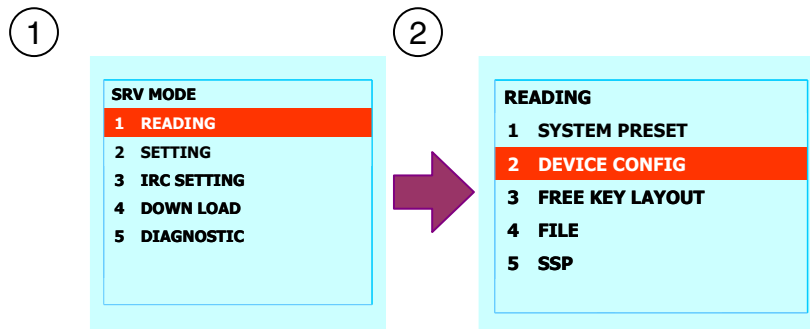 1
SRV MODE
1 READING
2 SETTING
3 IRC SETTING
4 DOWN LOAD
5 DIAGNOSTIC
2
READING
1 SYSTEM PRESET
2 DEVICE CONFIG
3 FREE KEY LAYOUT
4 FILE
5 SSP